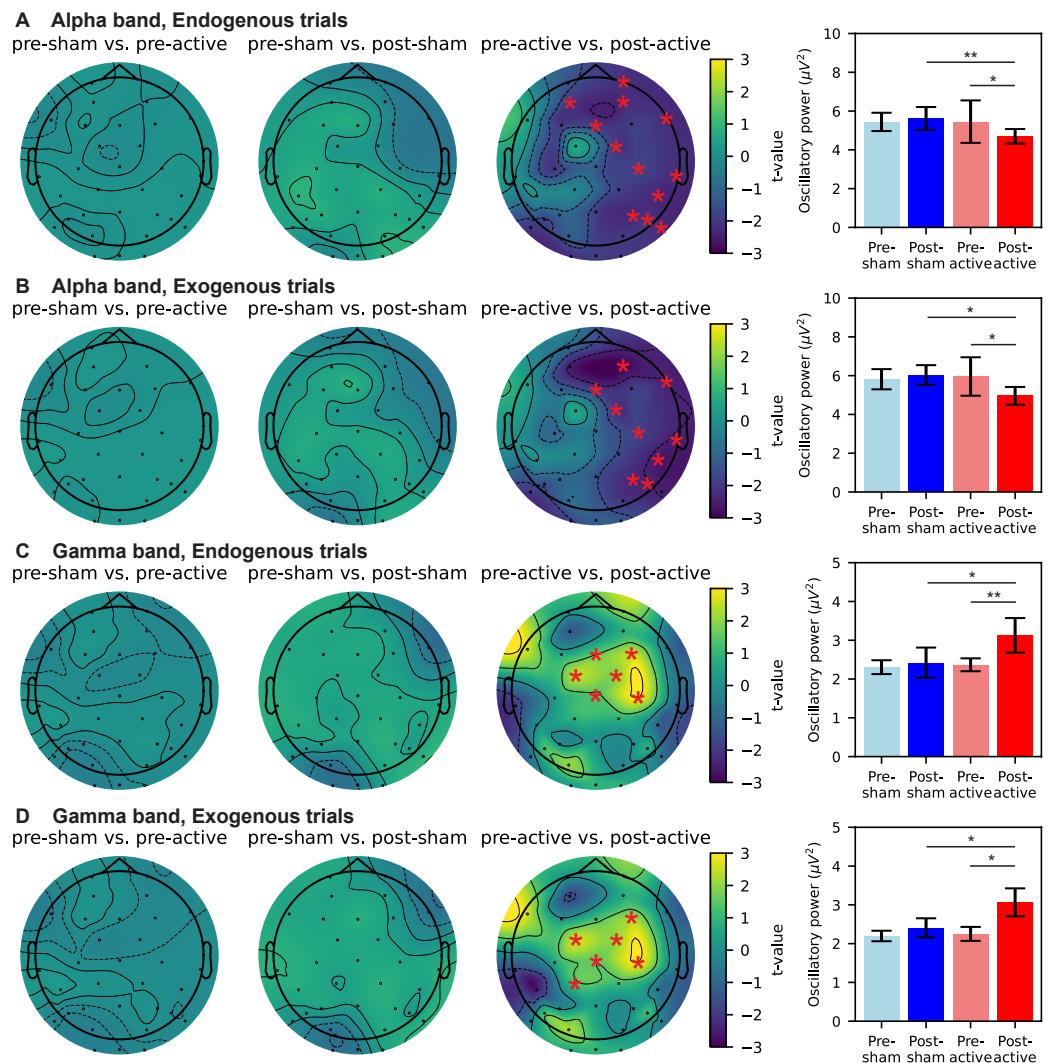 A Alpha band, Endogenous trials
pre-sham vs. pre-active pre-sham vs. post-sham pre-active vs. post-active
3
2
1
0
−1
−2
−3
t-value
Oscillatory power (μV²)
10
8
6
4
2
0
** 
*
Pre- Post- Pre- Post-
sham sham active active
B Alpha band, Exogenous trials
pre-sham vs. pre-active pre-sham vs. post-sham pre-active vs. post-active
3
2
1
0
−1
−2
−3
t-value
Oscillatory power (μV²)
10
8
6
4
2
0
*
*
Pre- Post- Pre- Post-
sham sham active active
C Gamma band, Endogenous trials
pre-sham vs. pre-active pre-sham vs. post-sham pre-active vs. post-active
3
2
1
0
−1
−2
−3
t-value
Oscillatory power (μV²)
5
4
3
2
1
0
*
**
Pre- Post- Pre- Post-
sham sham active active
D Gamma band, Exogenous trials
pre-sham vs. pre-active pre-sham vs. post-sham pre-active vs. post-active
3
2
1
0
−1
−2
−3
t-value
Oscillatory power (μV²)
5
4
3
2
1
0
*
*
Pre- Post- Pre- Post-
sham sham active active